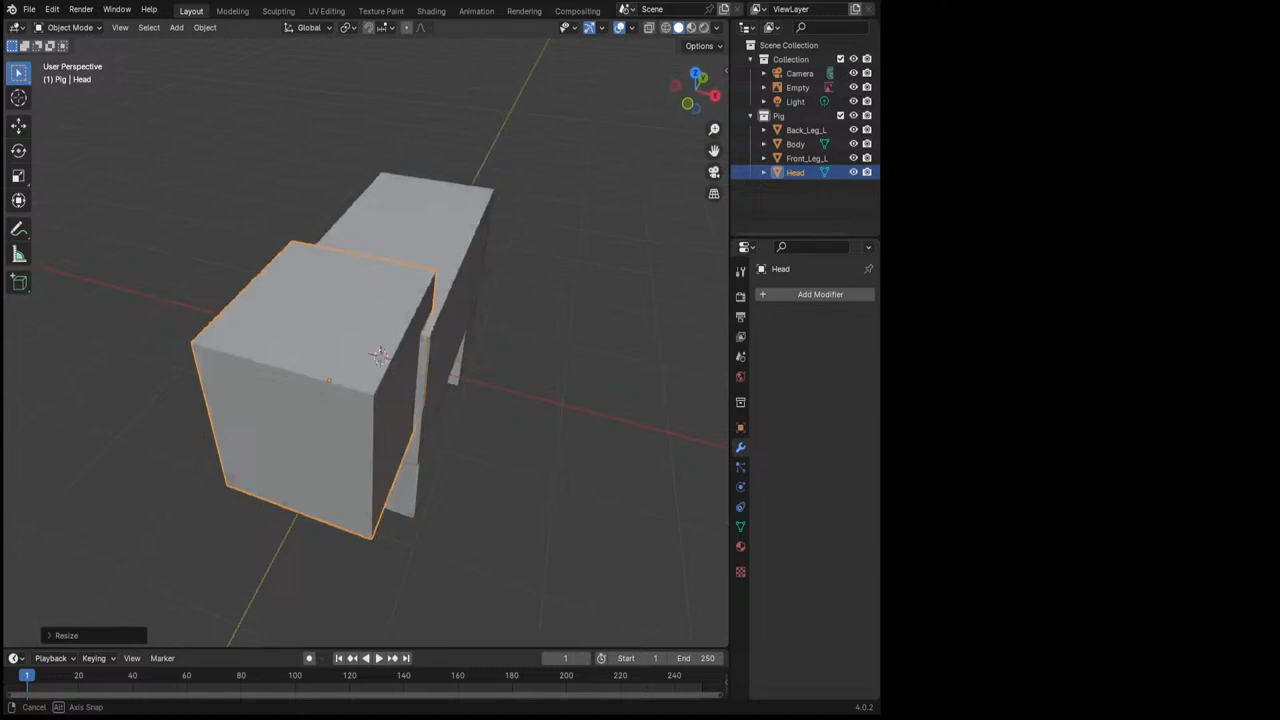 File Edit Render Window Help Layout Modeling Sculpting UV Editing Texture Paint Shading Animation Rendering Compositing Scene ViewLayer
Object Mode View Select Add Object Global
Options
User Perspective
(1) Pig | Head
Z
Y
X
Scene Collection
Collection
Camera
Empty
Light
Pig
Back_Leg_L
Body
Front_Leg_L
Head
Head
+ Add Modifier
Resize
Playback Keying View Marker 1 Start 1 End 250
1 20 40 60 80 100 120 140 160 180 200 220 240
Cancel Alt Axis Snap 4.0.2